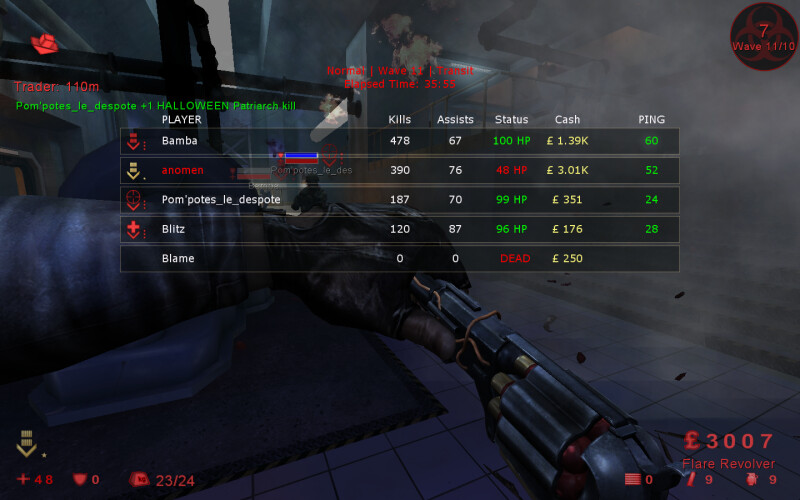 7
Wave 11/10
Normal | Wave 11 | Transit
Elapsed Time: 35:55
Trader: 110m
Pom'potes_le_despote +1 HALLOWEEN Patriarch kill
PLAYER Kills Assists Status Cash PING
Bamba 478 67 100 HP £ 1.39K 60
anomen 390 76 48 HP £ 3.01K 52
Pom'potes_le_des
Pom'potes_le_despote 187 70 99 HP £ 351 24
Blitz 120 87 96 HP £ 176 28
Blame 0 0 DEAD £ 250
£3007
Flare Revolver
48 0 23/24 0 9 9